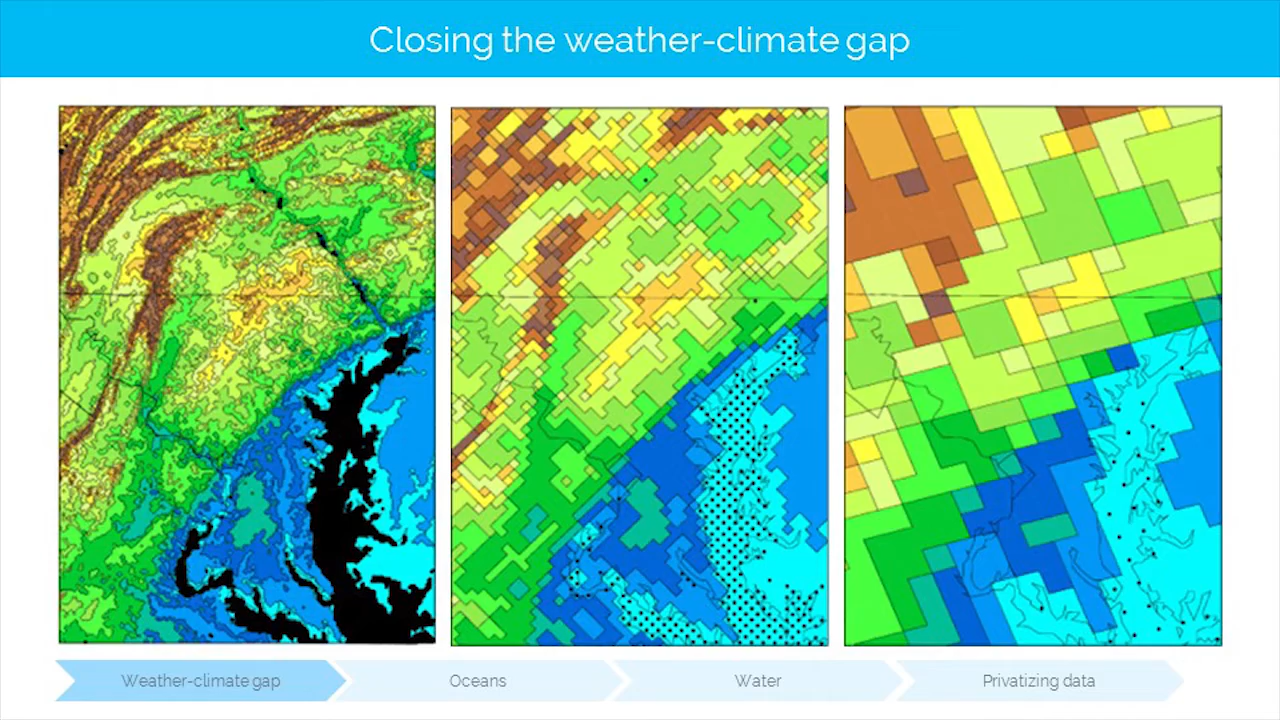 Closing the weather-climate gap
Weather-climate gap
Oceans
Water
Privatizing data